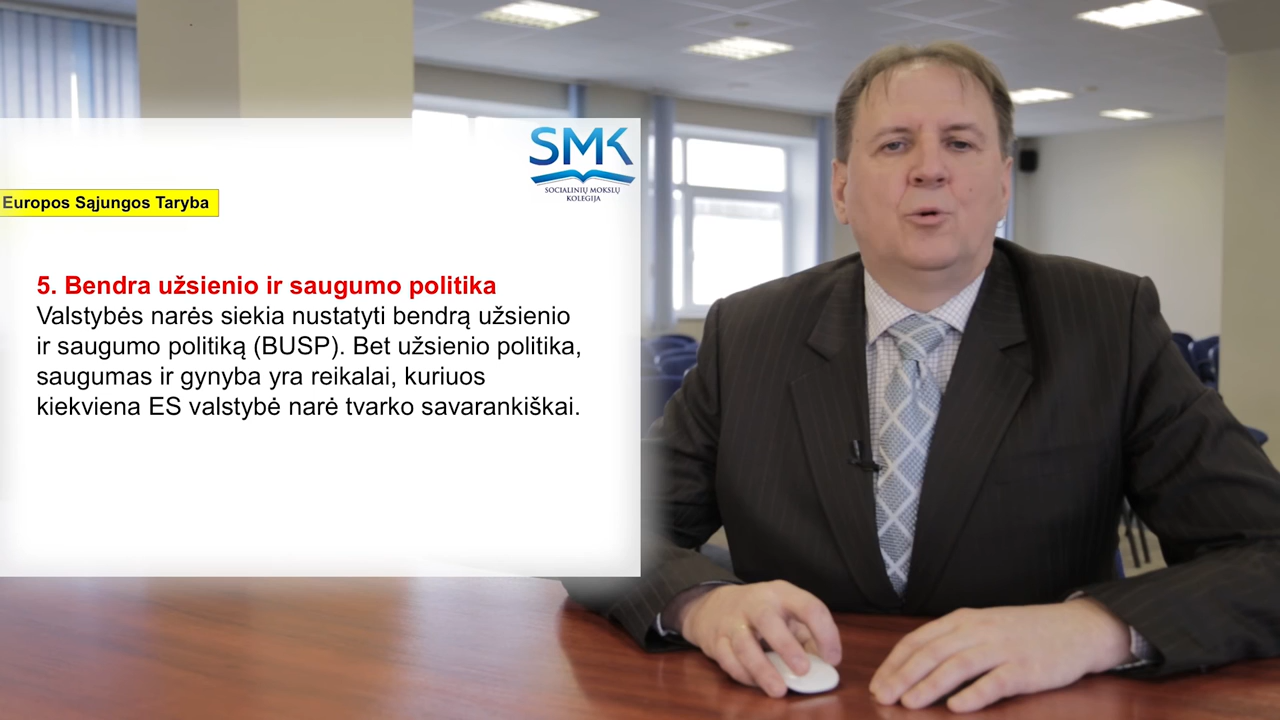 SMK
SOCIALINIŲ MOKSLŲ
KOLEGIJA
Europos Sąjungos Taryba
5. Bendra užsienio ir saugumo politika
Valstybės narės siekia nustatyti bendrą užsienio
ir saugumo politiką (BUSP). Bet užsienio politika,
saugumas ir gynyba yra reikalai, kuriuos
kiekviena ES valstybė narė tvarko savarankiškai.